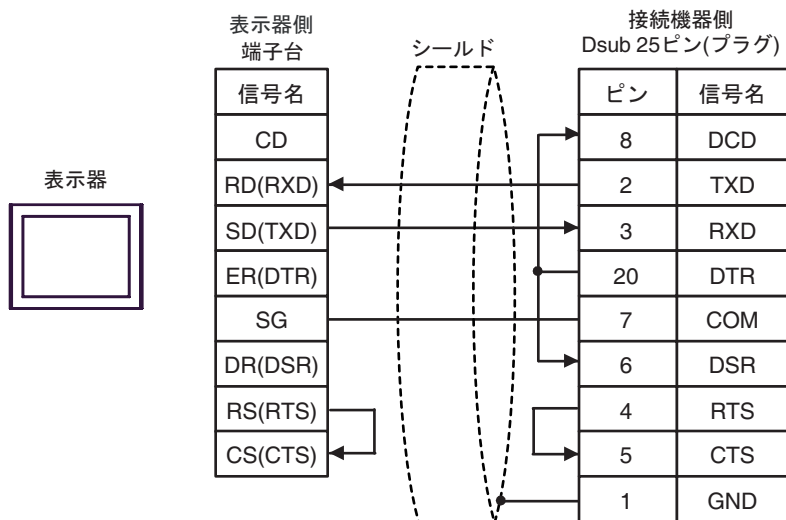 表示器側
端子台
シールド
接続機器側
Dsub 25ピン(プラグ)
表示器
信号名
CD
RD(RXD)
SD(TXD)
ER(DTR)
SG
DR(DSR)
RS(RTS)
CS(CTS)
ピン 信号名
8 DCD
2 TXD
3 RXD
20 DTR
7 COM
6 DSR
4 RTS
5 CTS
1 GND